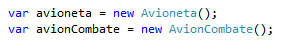 var avioneta = new Avioneta();
var avionCombate = new AvionCombate();